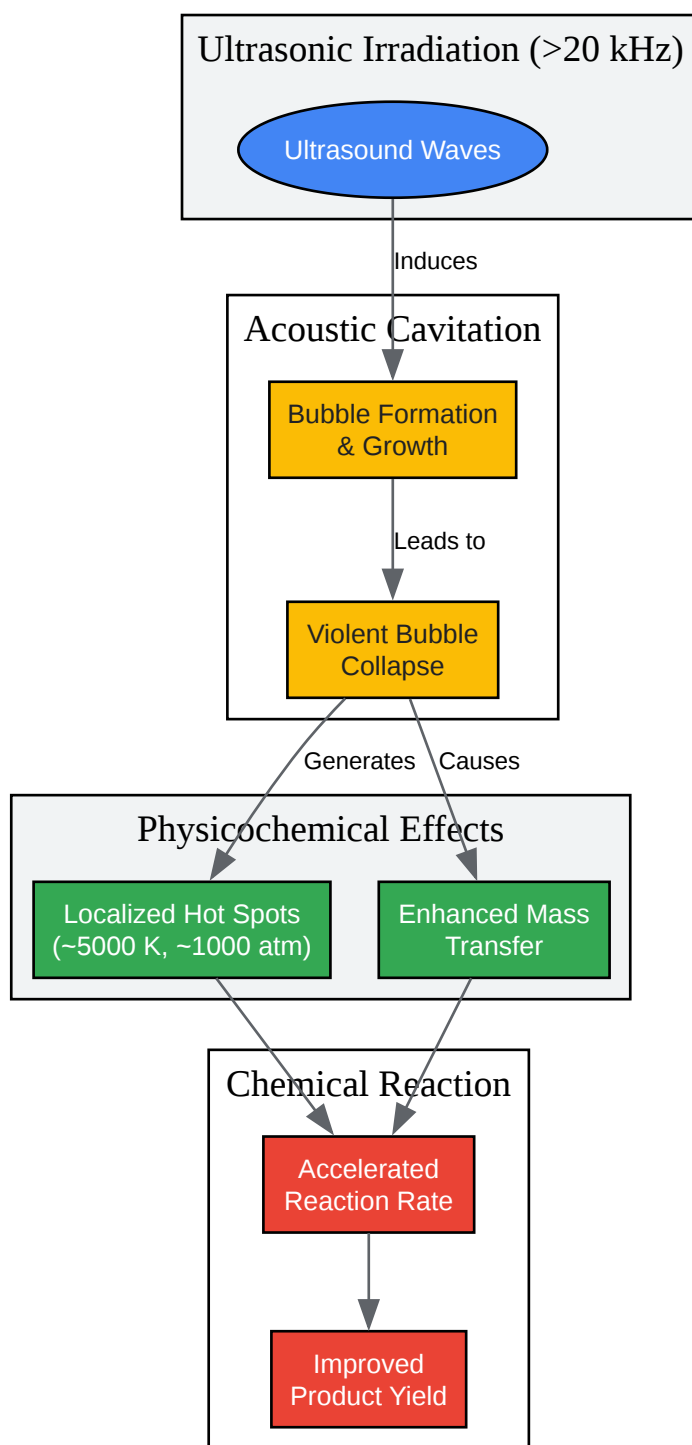 Ultrasonic Irradiation (>20 kHz)
Ultrasound Waves
Induces
Acoustic Cavitation
Bubble Formation
& Growth
Leads to
Violent Bubble
Collapse
Generates
Causes
Physicochemical Effects
Localized Hot Spots
(~5000 K, ~1000 atm)
Enhanced Mass
Transfer
Chemical Reaction
Accelerated
Reaction Rate
Improved
Product Yield